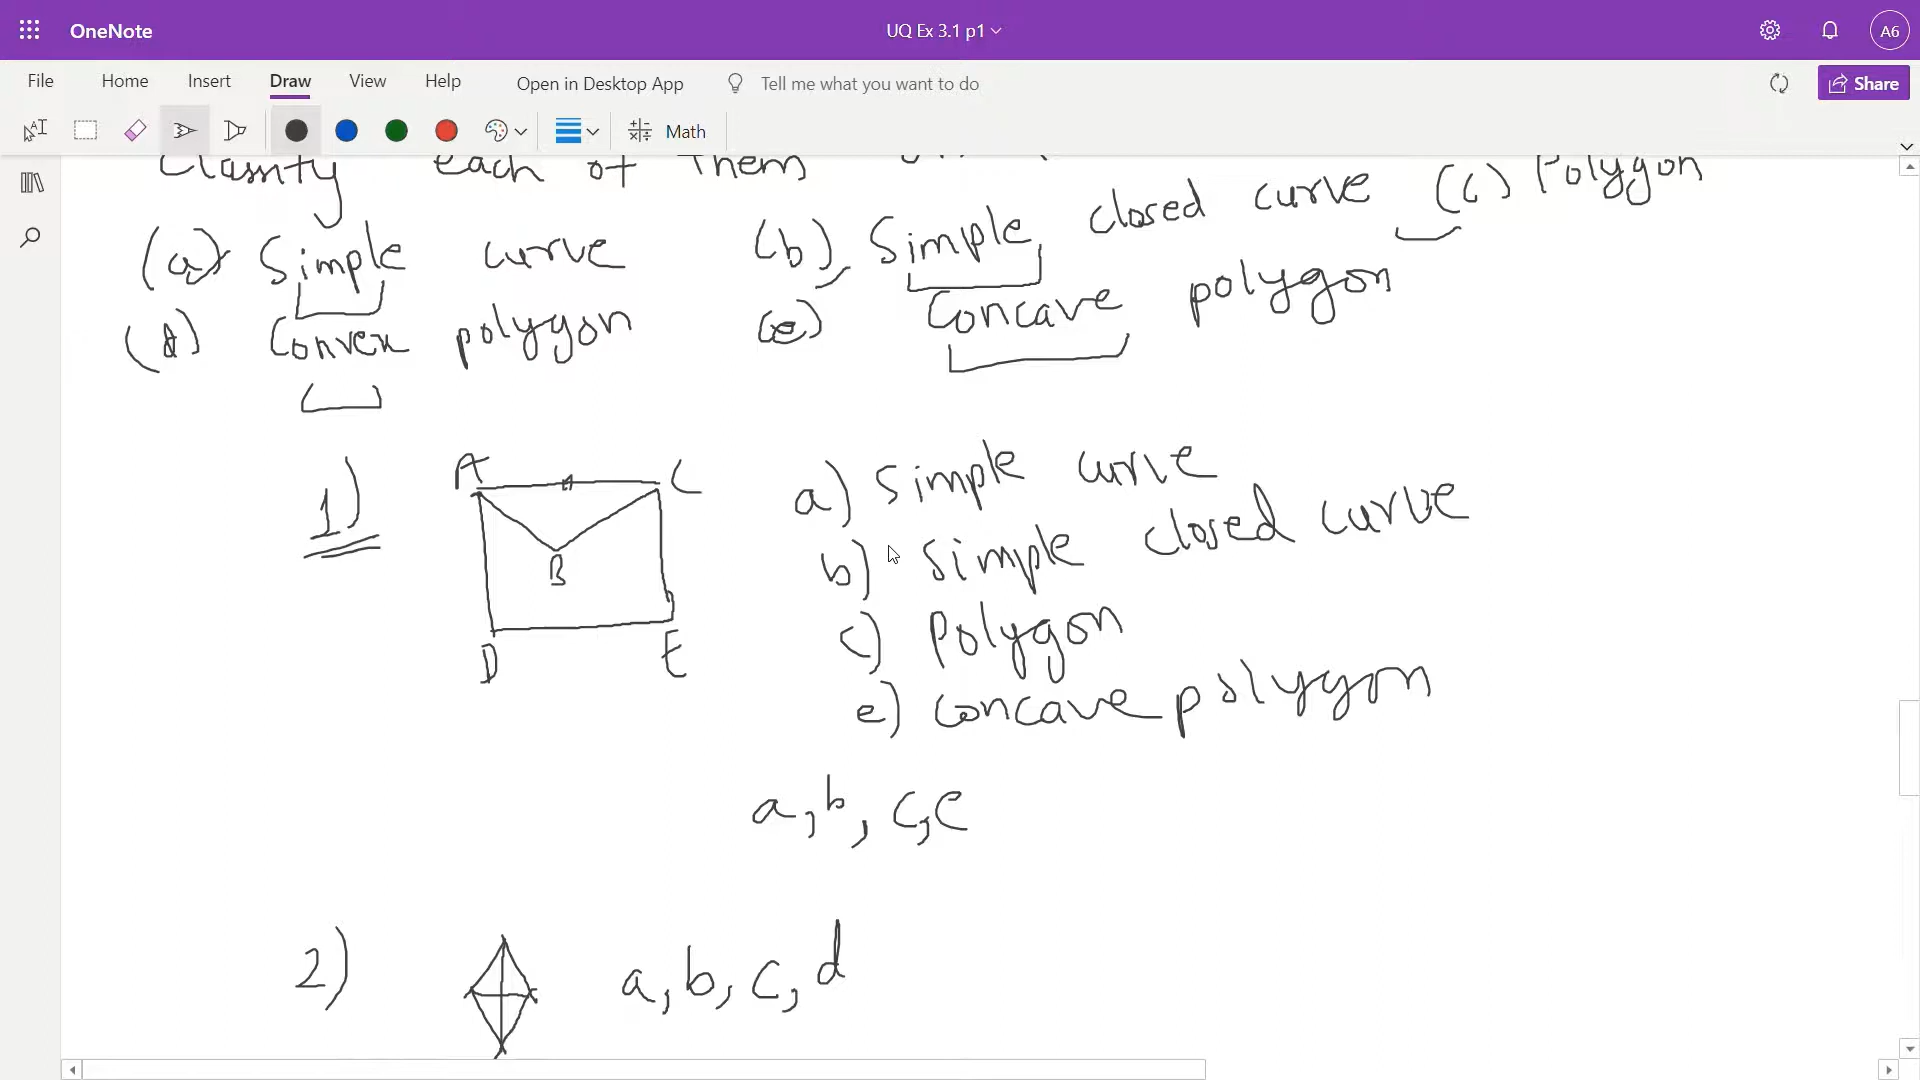 OneNote
UQ Ex 3.1 p1
A6
File Home Insert Draw View Help Open in Desktop App Tell me what you want to do
Share
Math
Classify each of them
(a) Simple curve (b) Simple closed curve (c) Polygon
(d) Convex polygon (e) Concave polygon
1)
A C
B
D E
a) Simple curve
b) Simple closed curve
c) Polygon
e) concave polygon
a, b, c, e
2) a, b, c, d